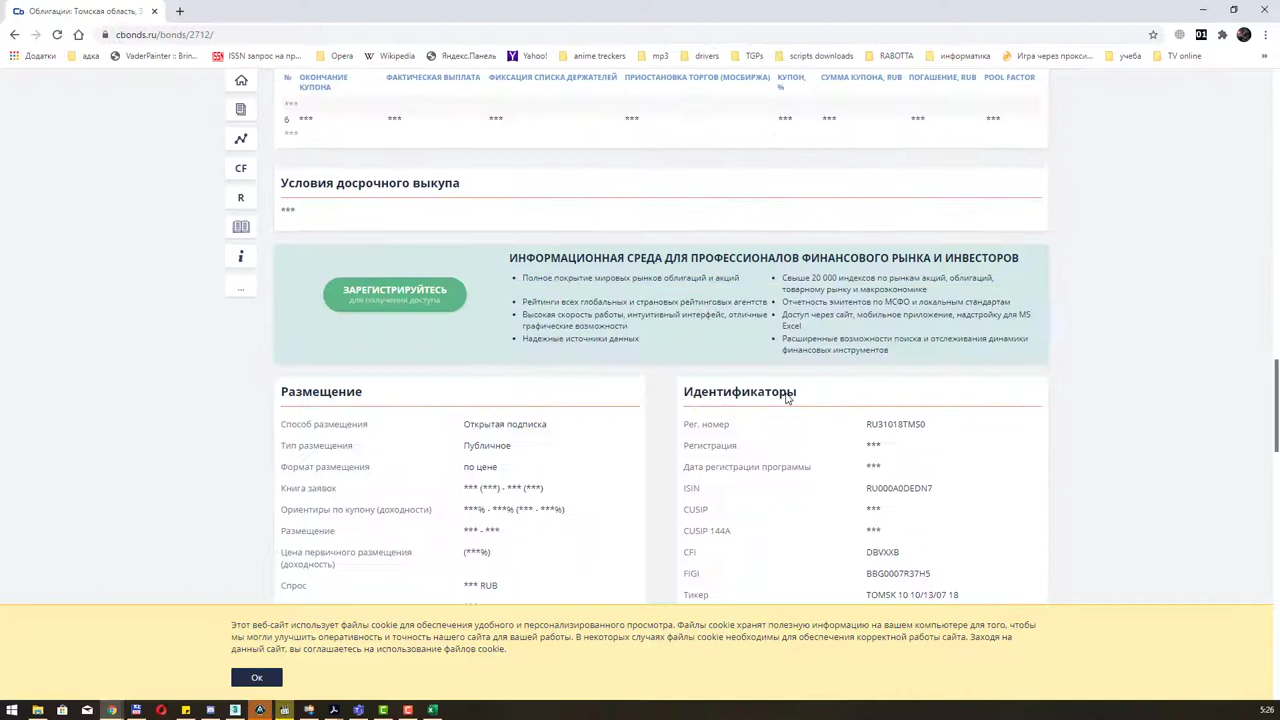 Облигации: Томская область, 3
cbonds.ru/bonds/2712/
Додатки
адка
VaderPainter :: Brin...
ISSN запрос на пр...
Opera
Wikipedia
Яндекс.Панель
Yahoo!
anime treckers
mp3
drivers
TGPs
scripts downloads
RABOTTA
информатика
Игра через прокси...
учеба
TV online
№ ОКОНЧАНИЕ КУПОНА ФАКТИЧЕСКАЯ ВЫПЛАТА ФИКСАЦИЯ СПИСКА ДЕРЖАТЕЛЕЙ ПРИОСТАНОВКА ТОРГОВ (МОСБИРЖА) КУПОН, % СУММА КУПОНА, RUB ПОГАШЕНИЕ, RUB POOL FACTOR
***
6 *** *** *** *** *** *** *** ***
***
CF
R
i
...
Условия досрочного выкупа
***
ЗАРЕГИСТРИРУЙТЕСЬ
для получения доступа
ИНФОРМАЦИОННАЯ СРЕДА ДЛЯ ПРОФЕССИОНАЛОВ ФИНАНСОВОГО РЫНКА И ИНВЕСТОРОВ
Полное покрытие мировых рынков облигаций и акций
Рейтинги всех глобальных и страновых рейтинговых агентств
Высокая скорость работы, интуитивный интерфейс, отличные
графические возможности
Надежные источники данных
Свыше 20 000 индексов по рынкам акций, облигаций,
товарному рынку и макроэкономике
Отчетность эмитентов по МСФО и локальным стандартам
Доступ через сайт, мобильное приложение, надстройку для MS
Excel
Расширенные возможности поиска и отслеживания динамики
финансовых инструментов
Размещение
Способ размещения Открытая подписка
Тип размещения Публичное
Формат размещения по цене
Книга заявок *** (***) - *** (***)
Ориентиры по купону (доходности) ***% - ***% (*** - ***%)
Размещение *** - ***
Цена первичного размещения (***%)
(доходность)
Спрос *** RUB
Идентификаторы
Рег. номер RU31018TMS0
Регистрация ***
Дата регистрации программы ***
ISIN RU000A0DEDN7
CUSIP ***
CUSIP 144A ***
CFI DBVXXB
FIGI BBG0007R37H5
Тикер TOMSK 10 10/13/07 18
Этот веб-сайт использует файлы cookie для обеспечения удобного и персонализированного просмотра. Файлы cookie хранят полезную информацию на вашем компьютере для того, чтобы
мы могли улучшить оперативность и точность нашего сайта для вашей работы. В некоторых случаях файлы cookie необходимы для обеспечения корректной работы сайта. Заходя на
данный сайт, вы соглашаетесь на использование файлов cookie.
Ок
5:26